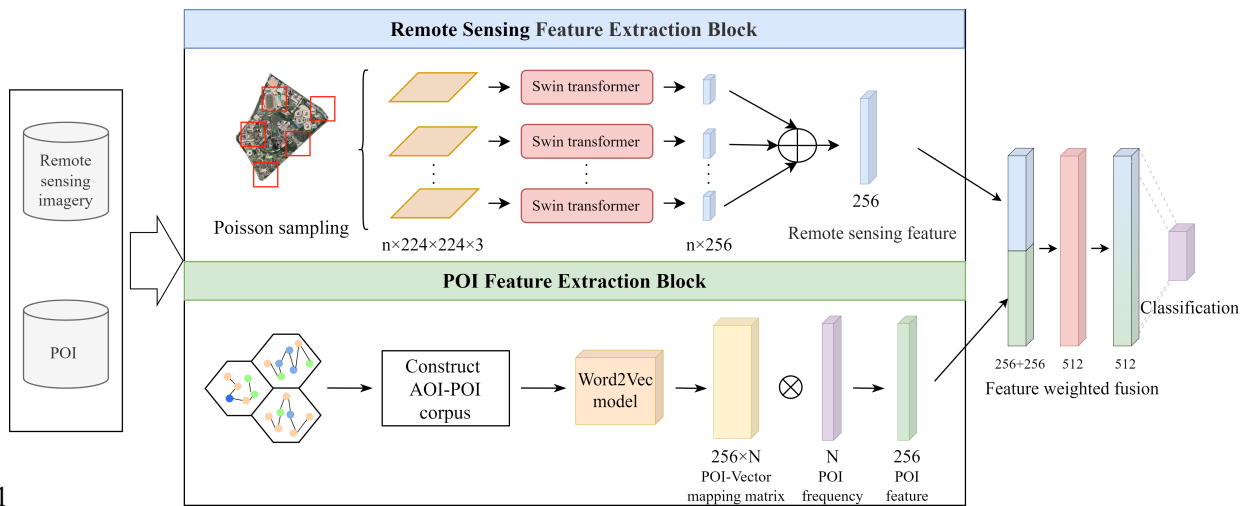 Remote Sensing Feature Extraction Block
Remote
sensing
imagery
POI
Poisson sampling
Swin transformer
Swin transformer
Swin transformer
n×224×224×3
n×256
256
Remote sensing feature
POI Feature Extraction Block
Construct
AOI-POI
corpus
Word2Vec
model
256×N
POI-Vector
mapping matrix
N
POI
frequency
256
POI
feature
256+256
512
512
Feature weighted fusion
Classification
1